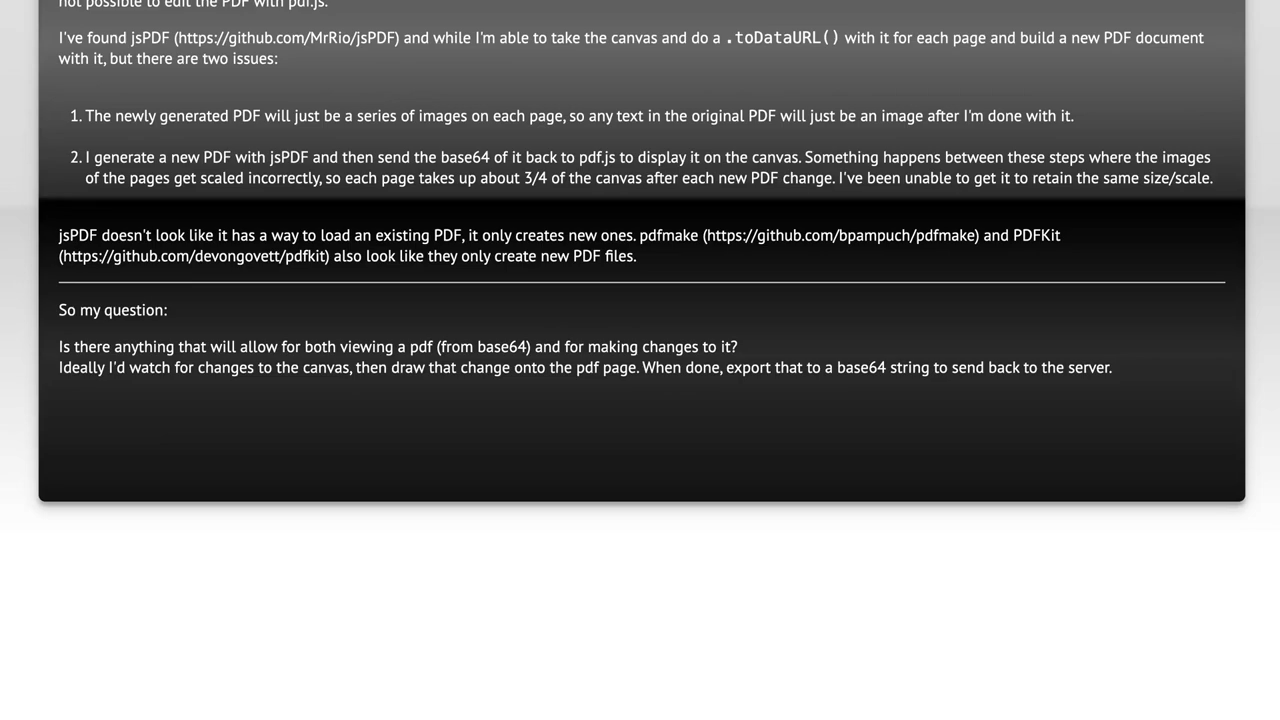 not possible to edit the PDF with pdf.js.
I've found jsPDF (https://github.com/MrRio/jsPDF) and while I'm able to take the canvas and do a .toDataURL() with it for each page and build a new PDF document
with it, but there are two issues:
1. The newly generated PDF will just be a series of images on each page, so any text in the original PDF will just be an image after I'm done with it.
2. I generate a new PDF with jsPDF and then send the base64 of it back to pdf.js to display it on the canvas. Something happens between these steps where the images
of the pages get scaled incorrectly, so each page takes up about 3/4 of the canvas after each new PDF change. I've been unable to get it to retain the same size/scale.
jsPDF doesn't look like it has a way to load an existing PDF, it only creates new ones. pdfmake (https://github.com/bpampuch/pdfmake) and PDFKit
(https://github.com/devongovett/pdfkit) also look like they only create new PDF files.
So my question:
Is there anything that will allow for both viewing a pdf (from base64) and for making changes to it?
Ideally I'd watch for changes to the canvas, then draw that change onto the pdf page. When done, export that to a base64 string to send back to the server.